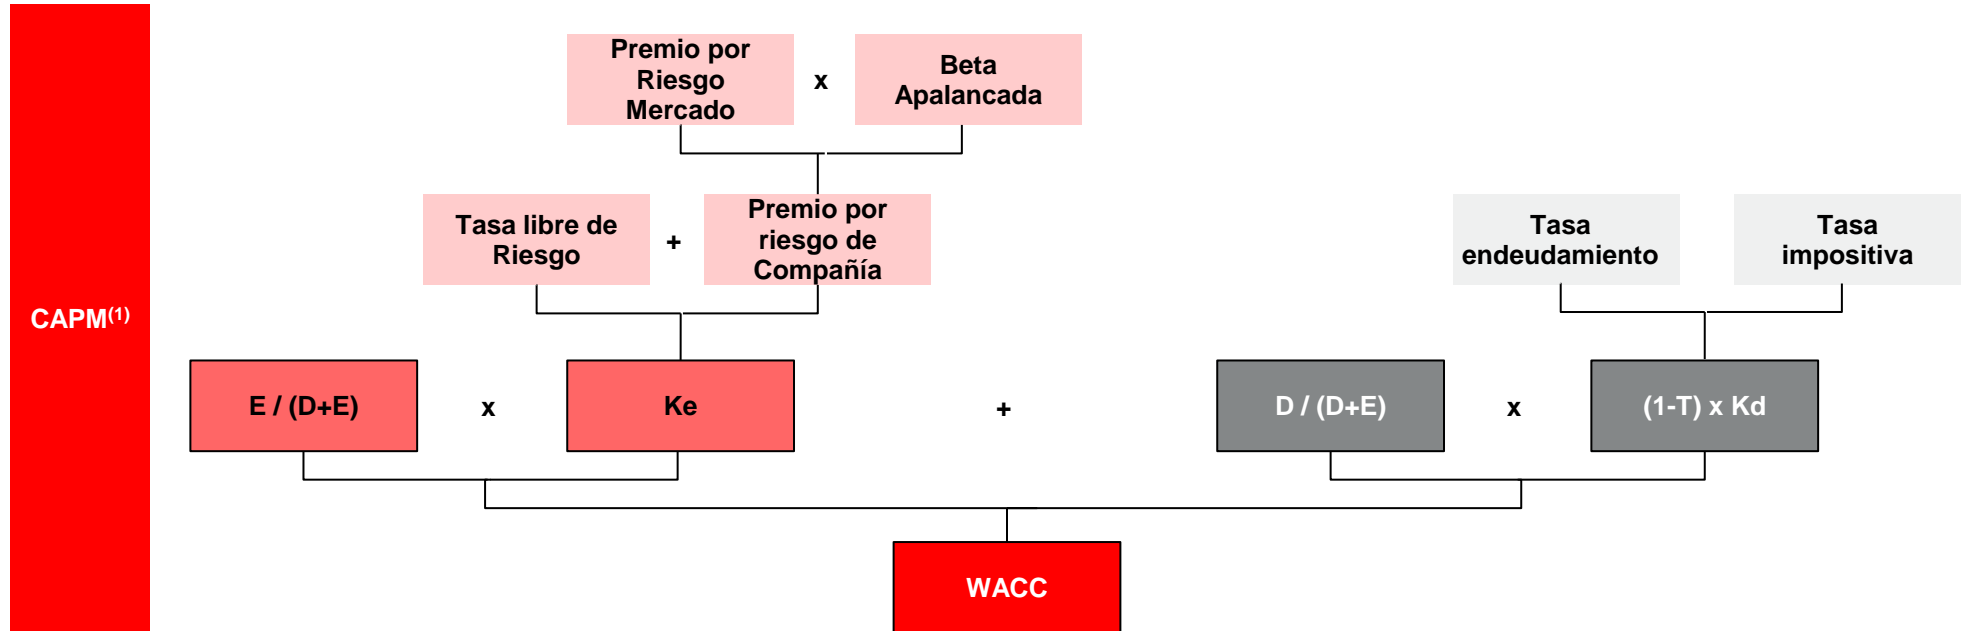 Premio por
Riesgo
Mercado
x
Beta
Apalancada
Tasa libre de
Riesgo
+
Premio por
riesgo de
Compañía
Tasa
endeudamiento
Tasa
impositiva
CAPM(1)
E / (D+E)
x
Ke
+
D / (D+E)
x
(1-T) x Kd
WACC